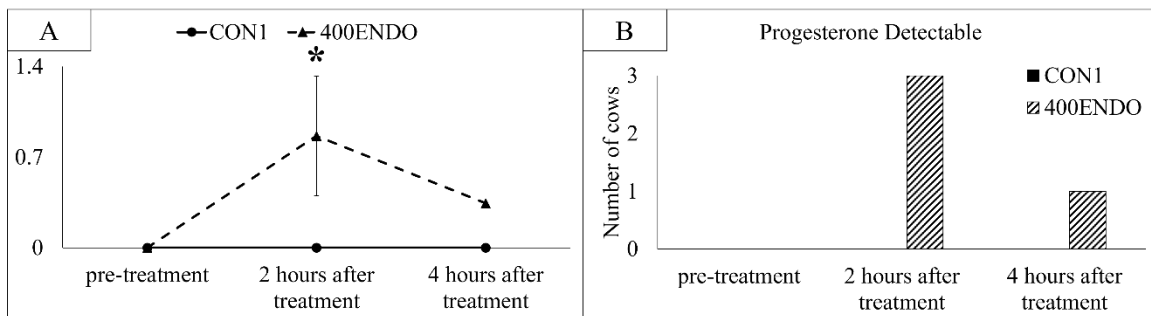 A
CON1 400ENDO
*
1.4
0.7
0
pre-treatment
2 hours after
treatment
4 hours after
treatment
B
Progesterone Detectable
CON1
400ENDO
Number of cows
3
2
1
0
pre-treatment
2 hours after
treatment
4 hours after
treatment